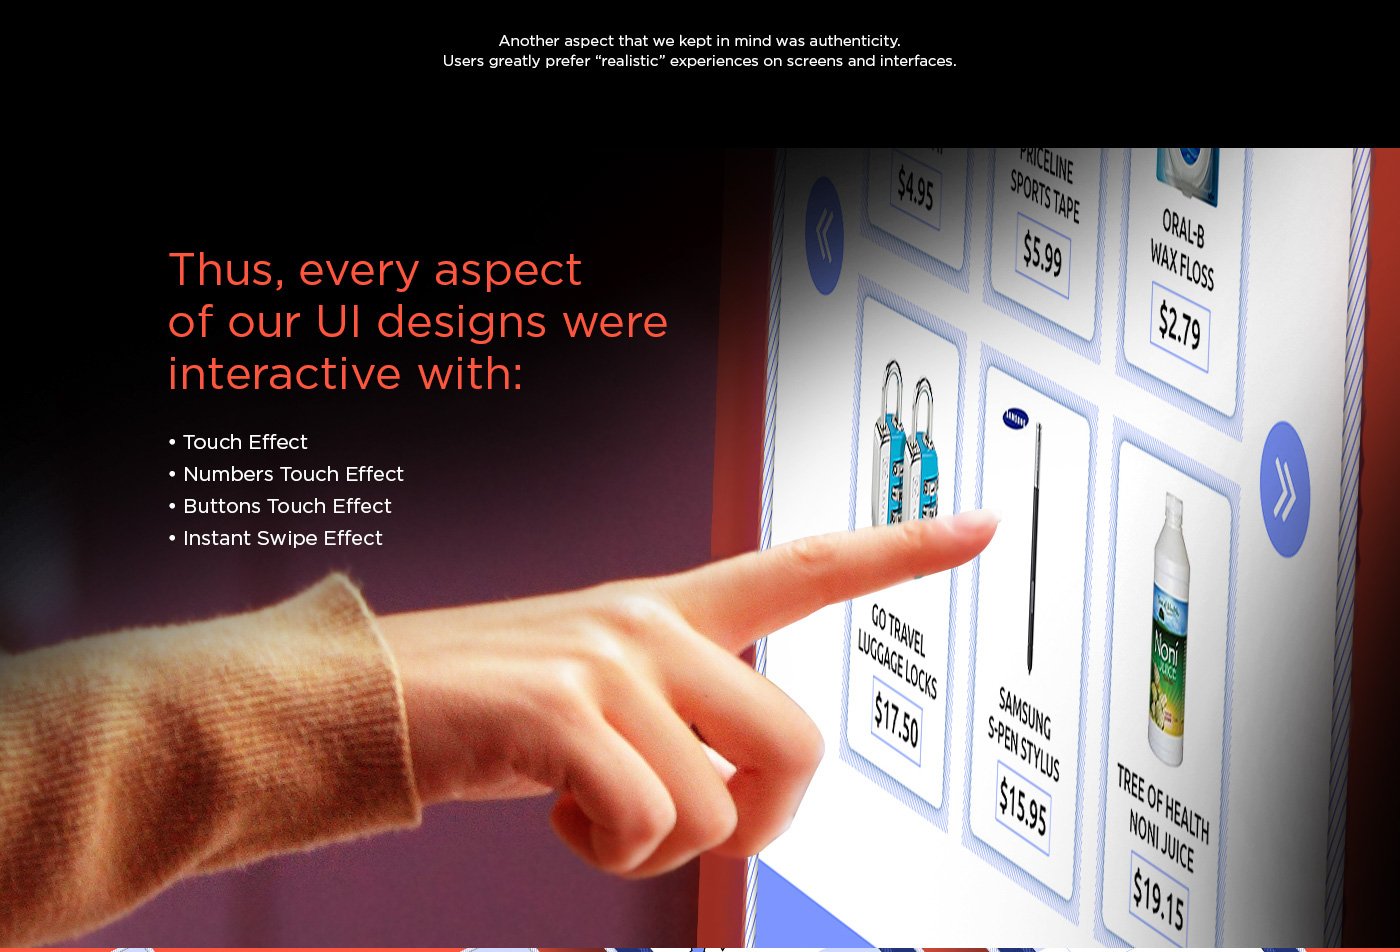 Another aspect that we kept in mind was authenticity.
Users greatly prefer “realistic” experiences on screens and interfaces.
Thus, every aspect
of our UI designs were
interactive with:
• Touch Effect
• Numbers Touch Effect
• Buttons Touch Effect
• Instant Swipe Effect
$4.95
PRICELINE
SPORTS TAPE
$5.99
ORAL-B
WAX FLOSS
$2.79
GO TRAVEL
LUGGAGE LOCKS
$17.50
SAMSUNG
SAMSUNG
S-PEN STYLUS
$15.95
Noni
Juice
TREE OF HEALTH
NONI JUICE
$19.15